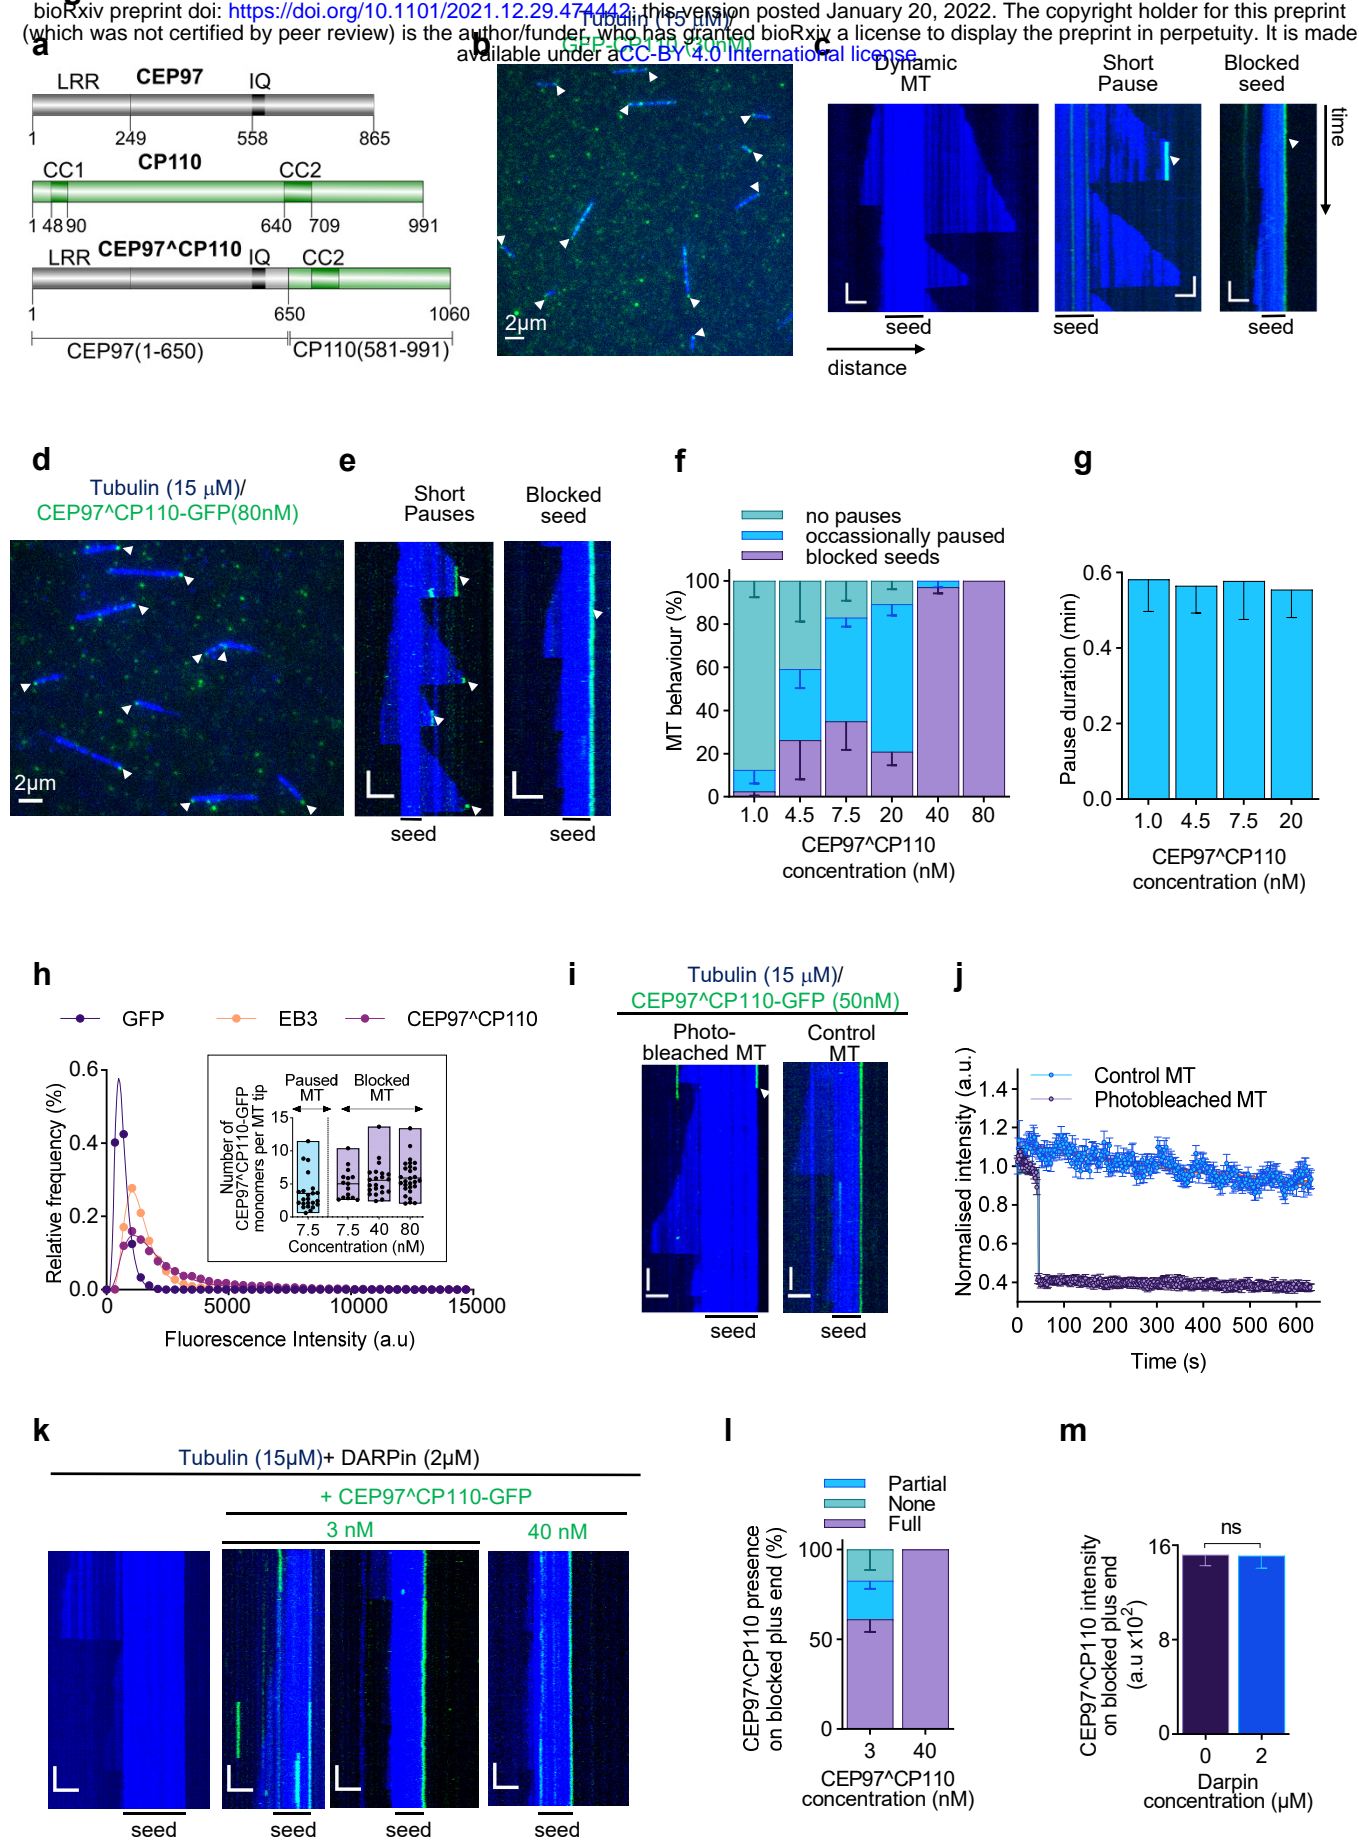 bioRxiv preprint doi: https://doi.org/10.1101/2021.12.29.474442; this version posted January 20, 2022. The copyright holder for this preprint
(which was not certified by peer review) is the author/funder, who has granted bioRxiv a license to display the preprint in perpetuity. It is made
available under aCC-BY 4.0 International license.
a
LRR CEP97 IQ
1 249 558 865
CP110
CC1 CC2
1 48 90 640 709 991
CEP97^CP110
LRR IQ CC2
1 650 1060
CEP97(1-650) CP110(581-991)
b
Tubulin (15 μM)/
GFP-CP110 (30nM)
2μm
c
Dynamic
MT
Short
Pause
Blocked
seed
time
seed seed seed
distance
d
Tubulin (15 μM)/
CEP97^CP110-GFP(80nM)
2μm
e
Short
Pauses
Blocked
seed
seed seed
f
no pauses
occassionally paused
blocked seeds
MT behaviour (%)
100
80
60
40
20
0
1.0 4.5 7.5 20 40 80
CEP97^CP110
concentration (nM)
g
Pause duration (min)
0.6
0.4
0.2
0.0
1.0 4.5 7.5 20
CEP97^CP110
concentration (nM)
h
GFP EB3 CEP97^CP110
Relative frequency (%)
0.6
0.4
0.2
0.0
0 5000 10000 15000
Fluorescence Intensity (a.u)
Paused
MT
Blocked
MT
Number of
CEP97^CP110-GFP
monomers per MT tip
15
10
5
0
7.5 7.5 40 80
Concentration (nM)
i
Tubulin (15 μM)/
CEP97^CP110-GFP (50nM)
Photo-
bleached MT
Control
MT
seed seed
j
Control MT
Photobleached MT
Normalised intensity (a.u.)
1.4
1.2
1.0
0.8
0.6
0.4
0 100 200 300 400 500 600
Time (s)
k
Tubulin (15μM)+ DARPin (2μM)
+ CEP97^CP110-GFP
3 nM 40 nM
seed seed seed seed
l
Partial
None
Full
CEP97^CP110 presence
on blocked plus end (%)
100
50
0
3 40
CEP97^CP110
concentration (nM)
m
ns
CEP97^CP110 intensity
on blocked plus end
(a.u x10²)
16
8
0
0 2
Darpin
concentration (μM)